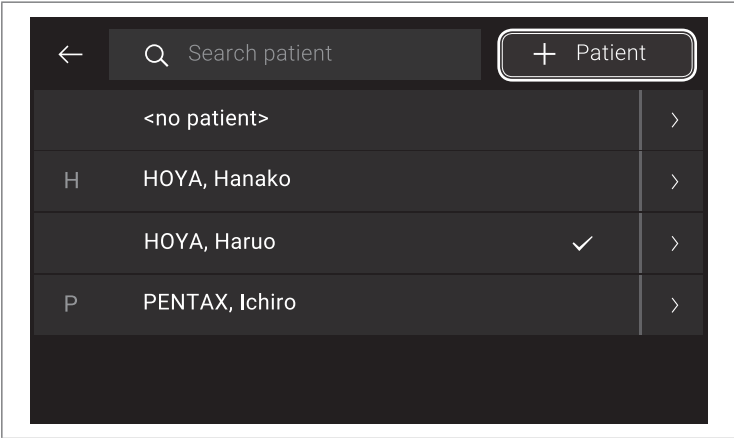 Search patient
+ Patient
<no patient>
H HOYA, Hanako
HOYA, Haruo
P PENTAX, Ichiro